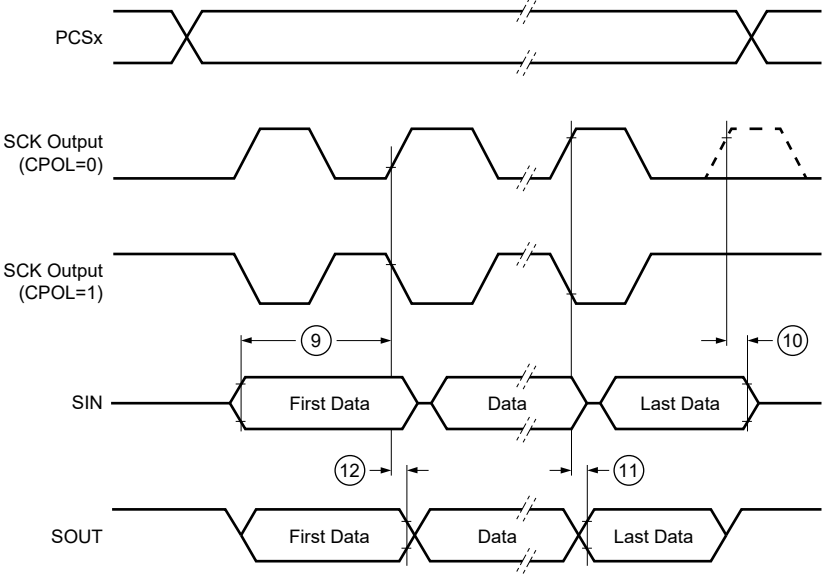 PCSx
SCK Output
(CPOL=0)
SCK Output
(CPOL=1)
9
10
SIN
First Data
Data
Last Data
12
11
SOUT
First Data
Data
Last Data